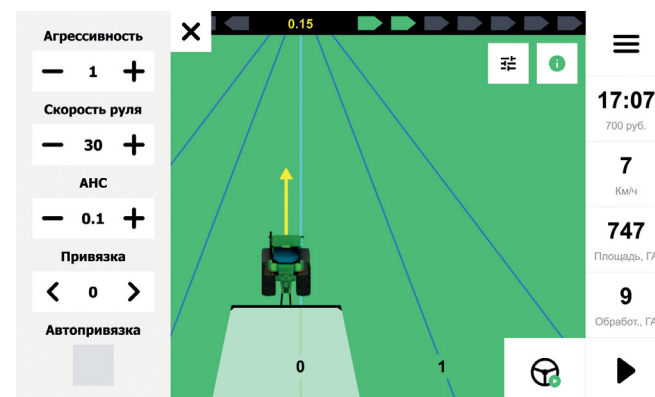 Агрессивность
1
Скорость руля
30
АНС
0.1
Привязка
0
Автопривязка
0.15
0
1
17:07
700 руб.
7
Км/ч
747
Площадь, ГА
9
Обработ., ГА